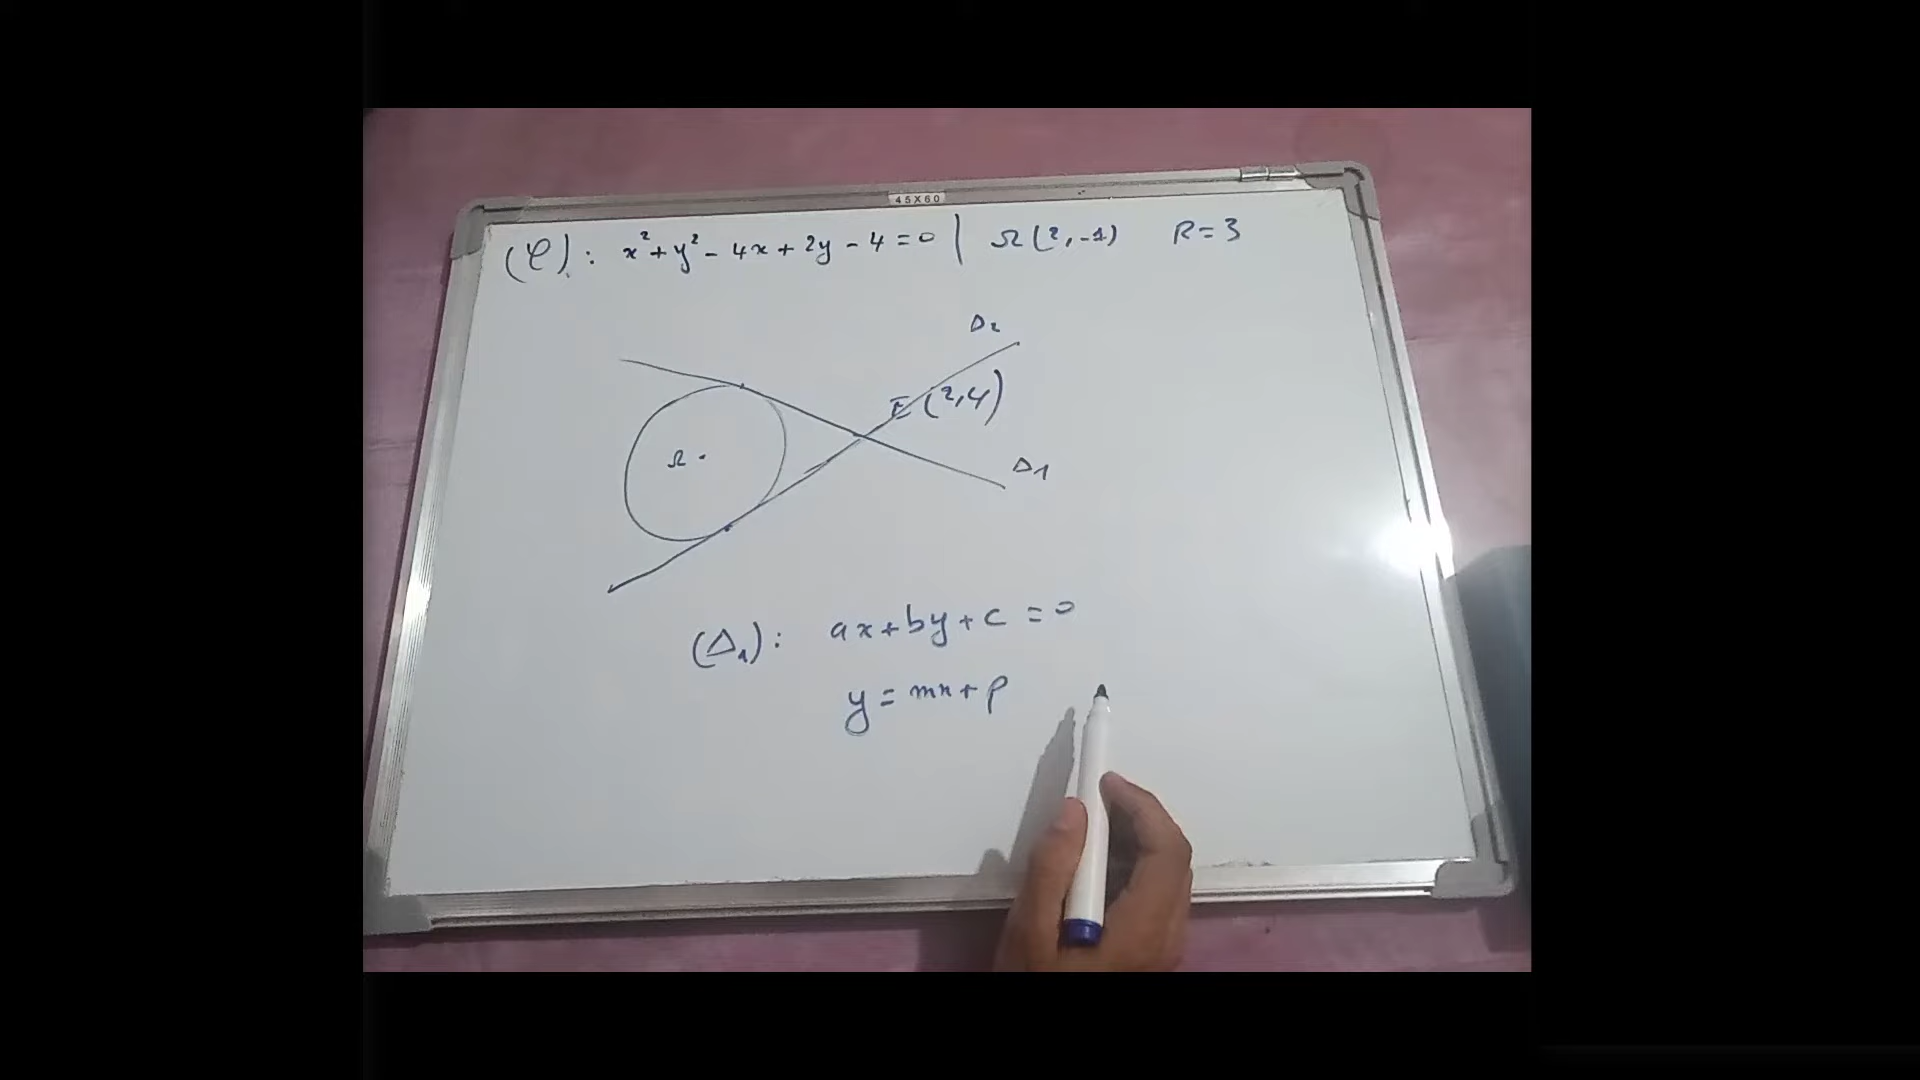 45X60
(C): x²+y²-4x+2y-4=0 | Ω(2,-1) R=3
Δ₂
E(2,4)
Ω
Δ₁
(Δ₁): ax+by+c=0
y=mx+p